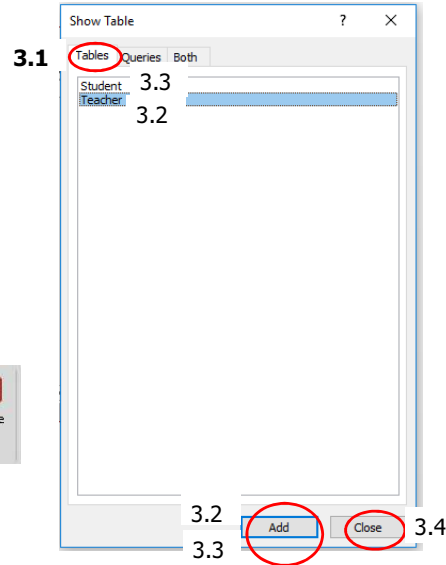 Show Table ? ×
3.1 Tables Queries Both
Student 3.3
Teacher
3.2
e
3.2
Add Close 3.4
3.3